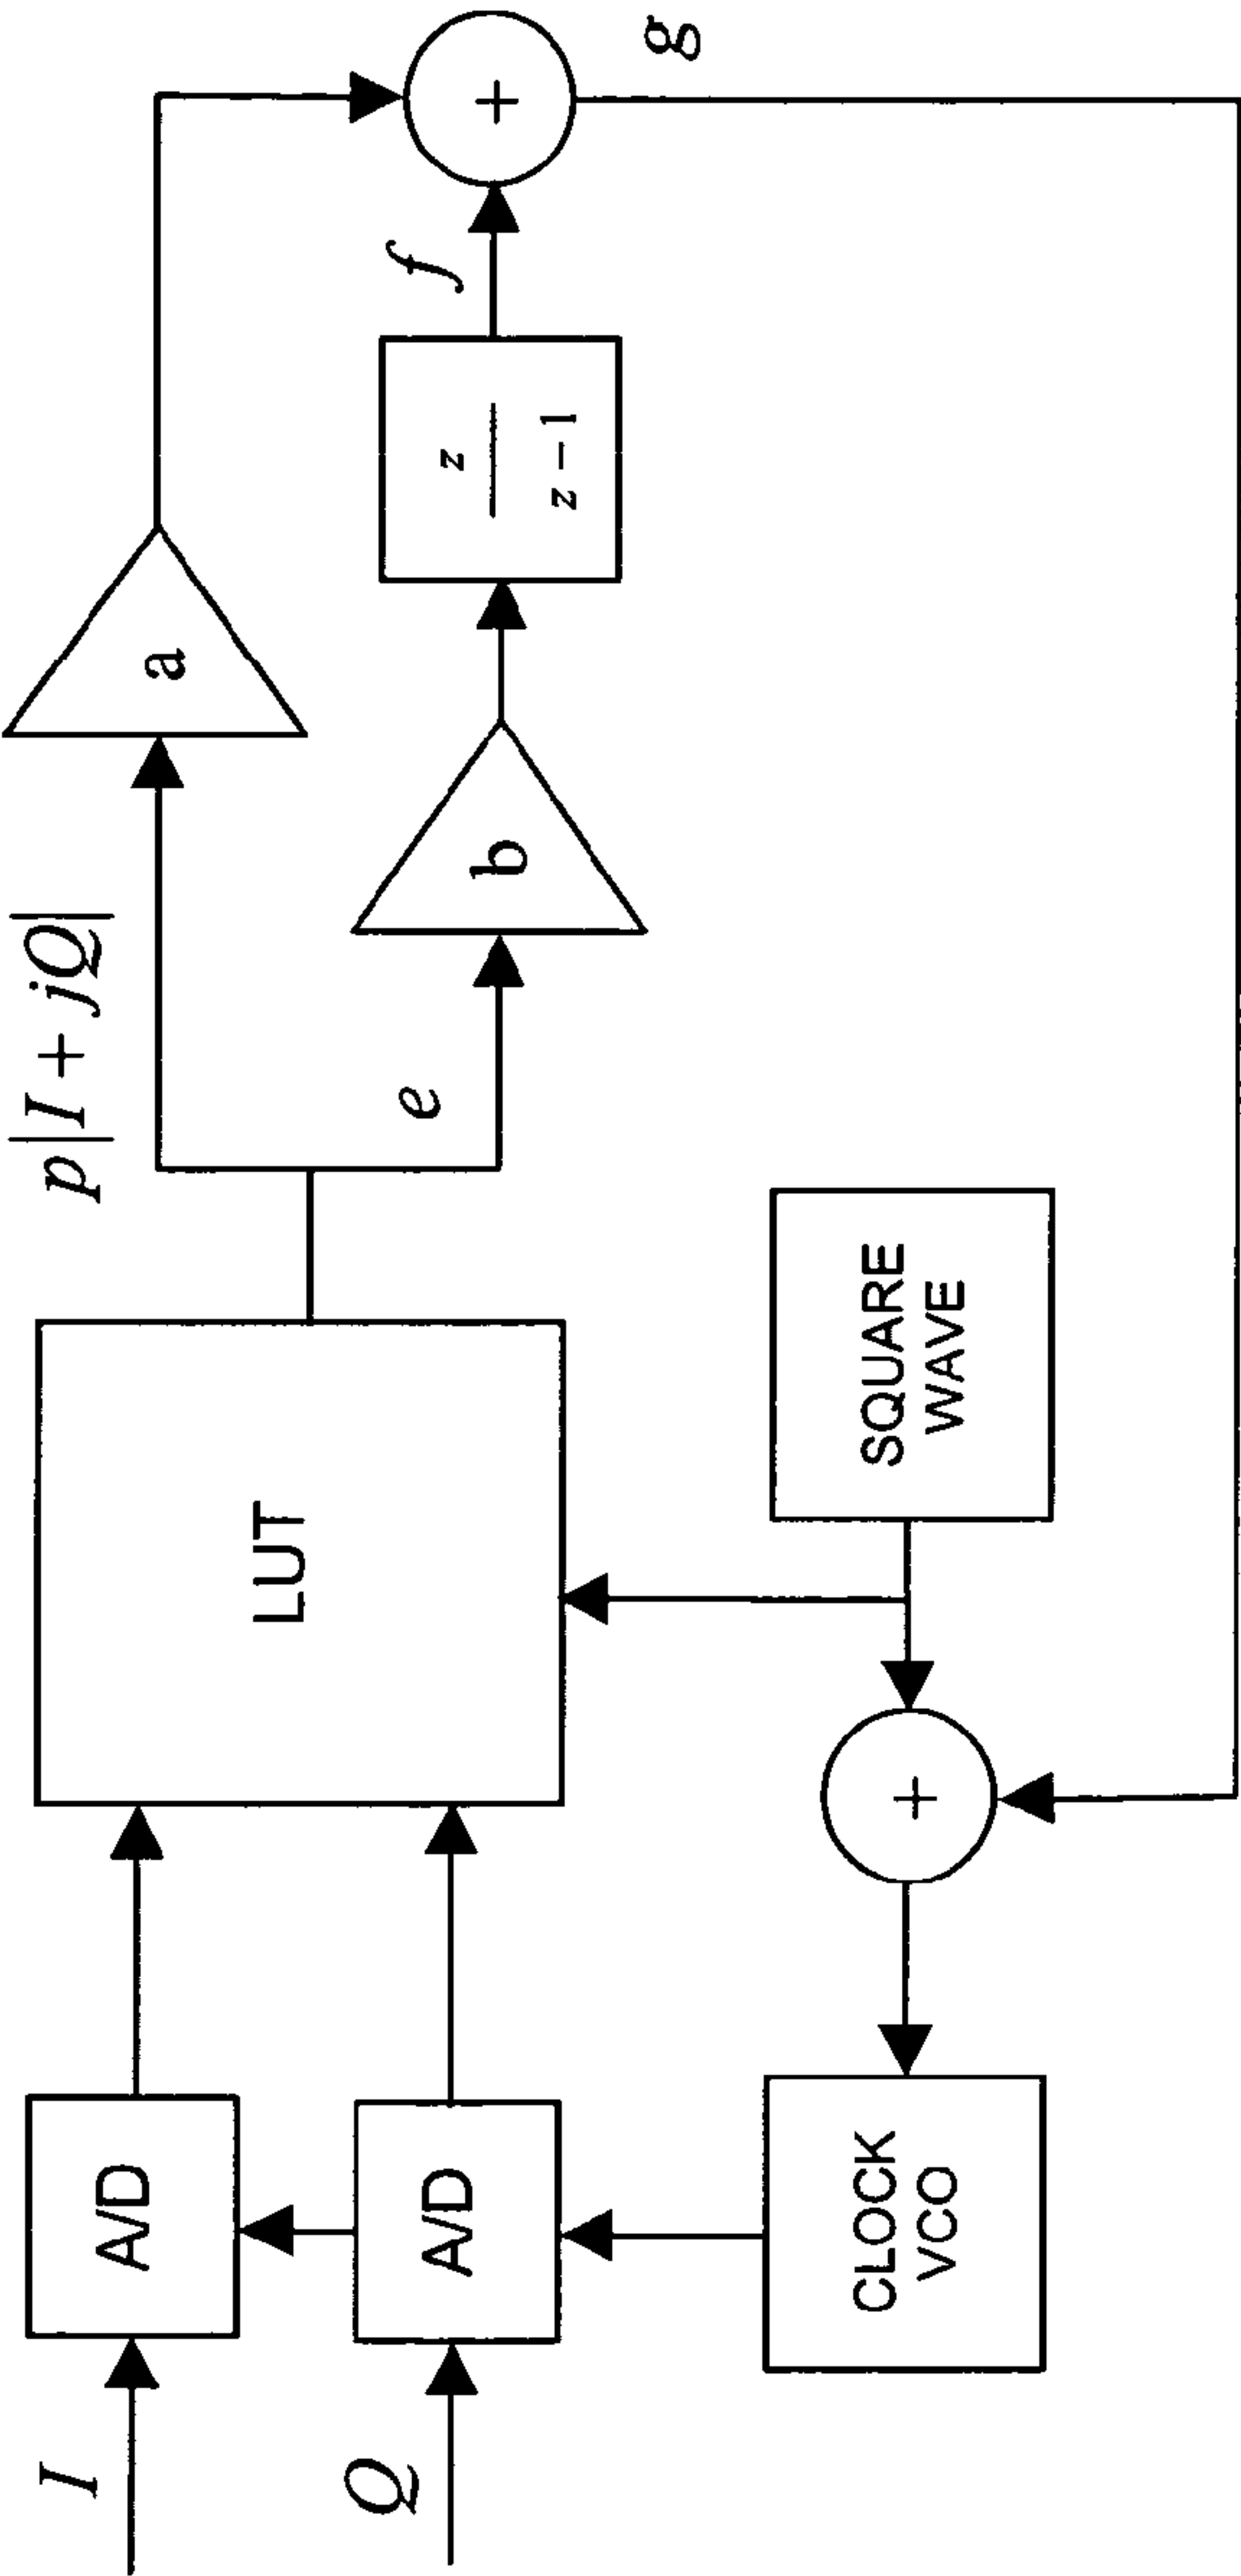 I
A/D
LUT
p|I + jQ|
a
Q
A/D
e
b
z
z − 1
f
+
g
CLOCK
VCO
+
SQUARE
WAVE